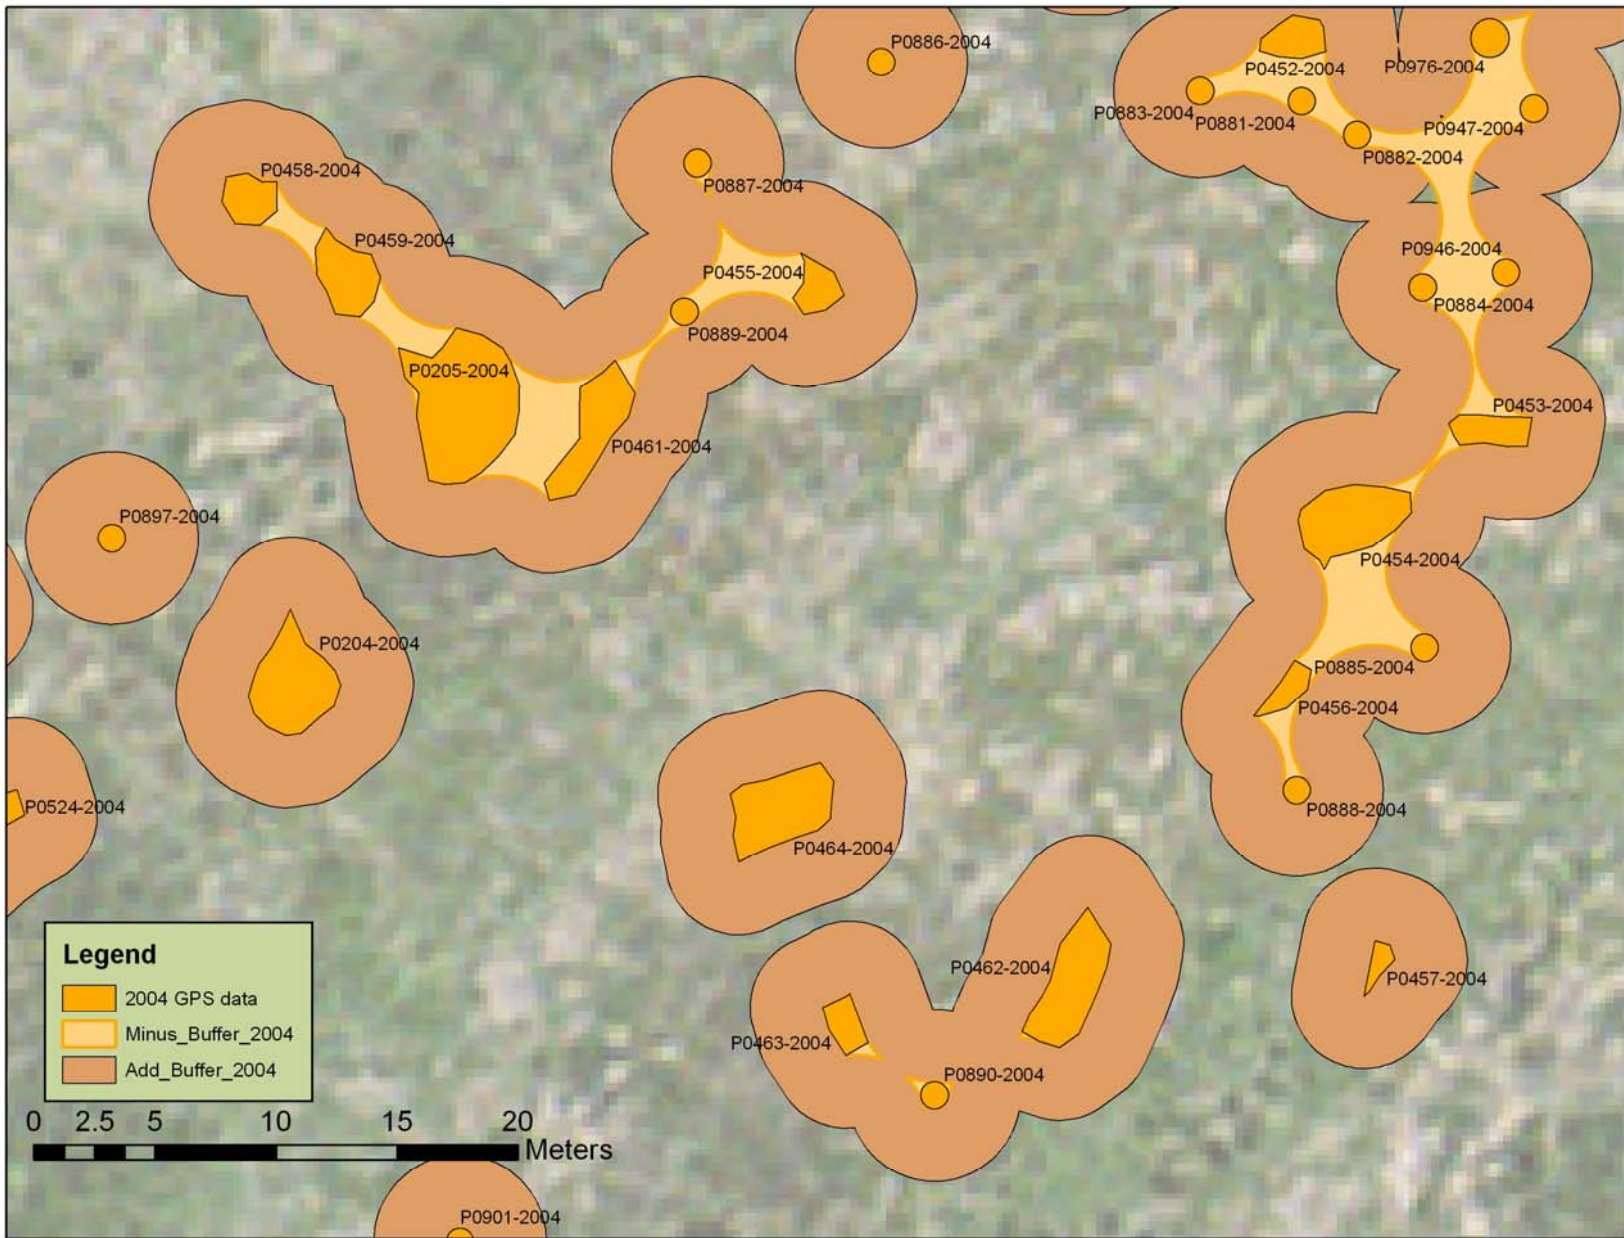 P0886-2004
P0452-2004
P0976-2004
P0883-2004
P0881-2004
P0947-2004
P0882-2004
P0458-2004
P0887-2004
P0459-2004
P0946-2004
P0455-2004
P0884-2004
P0889-2004
P0205-2004
P0453-2004
P0461-2004
P0897-2004
P0454-2004
P0204-2004
P0885-2004
P0456-2004
P0524-2004
P0888-2004
P0464-2004
P0462-2004
P0457-2004
P0463-2004
P0890-2004
Legend
2004 GPS data
Minus_Buffer_2004
Add_Buffer_2004
0 2.5 5 10 15 20
Meters
P0901-2004